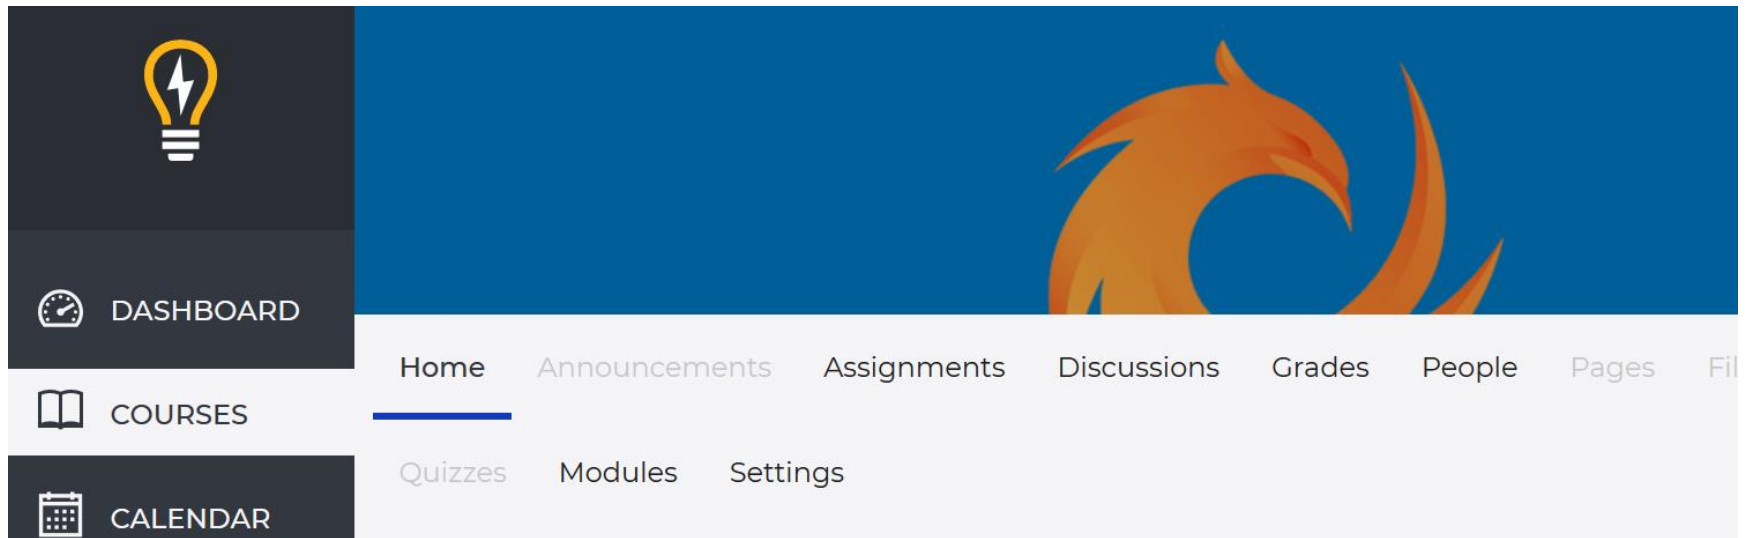 DASHBOARD
COURSES
CALENDAR
Home Announcements Assignments Discussions Grades People Pages
Quizzes Modules Settings